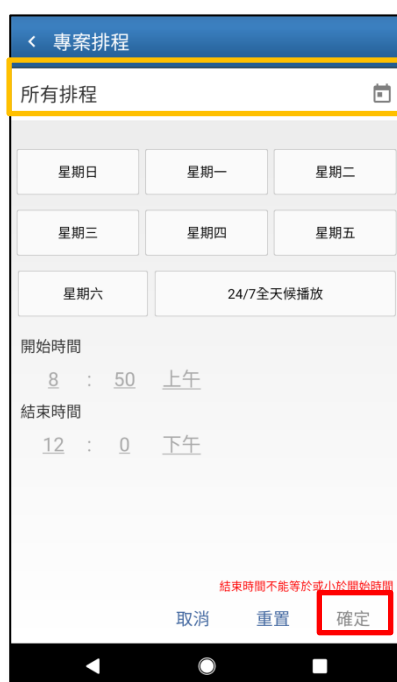 專案排程
所有排程
星期日 星期一 星期二
星期三 星期四 星期五
星期六 24/7全天候播放
開始時間
8 : 50 上午
結束時間
12 : 0 下午
結束時間不能等於或小於開始時間
取消 重置 確定